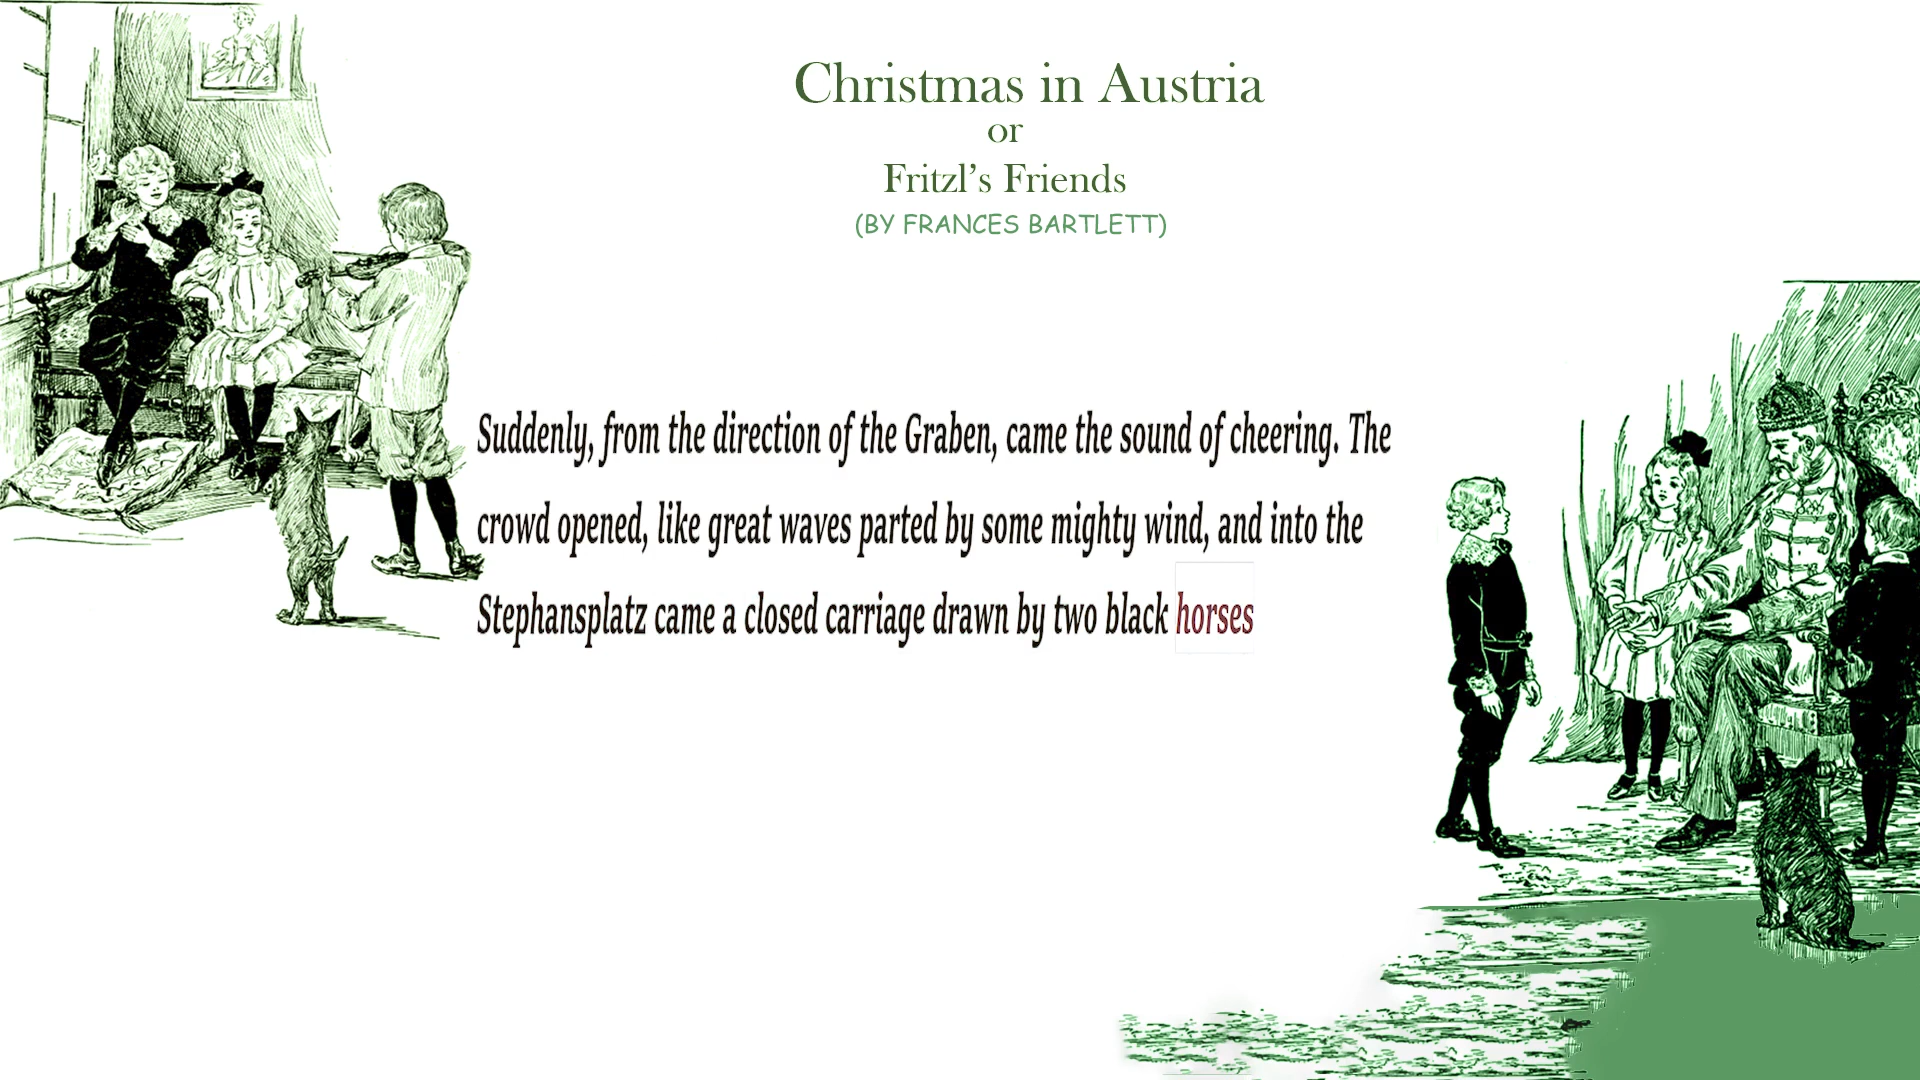 Christmas in Austria
or
Fritzl’s Friends
(BY FRANCES BARTLETT)
Suddenly, from the direction of the Graben, came the sound of cheering. The
crowd opened, like great waves parted by some mighty wind, and into the
Stephansplatz came a closed carriage drawn by two black horses